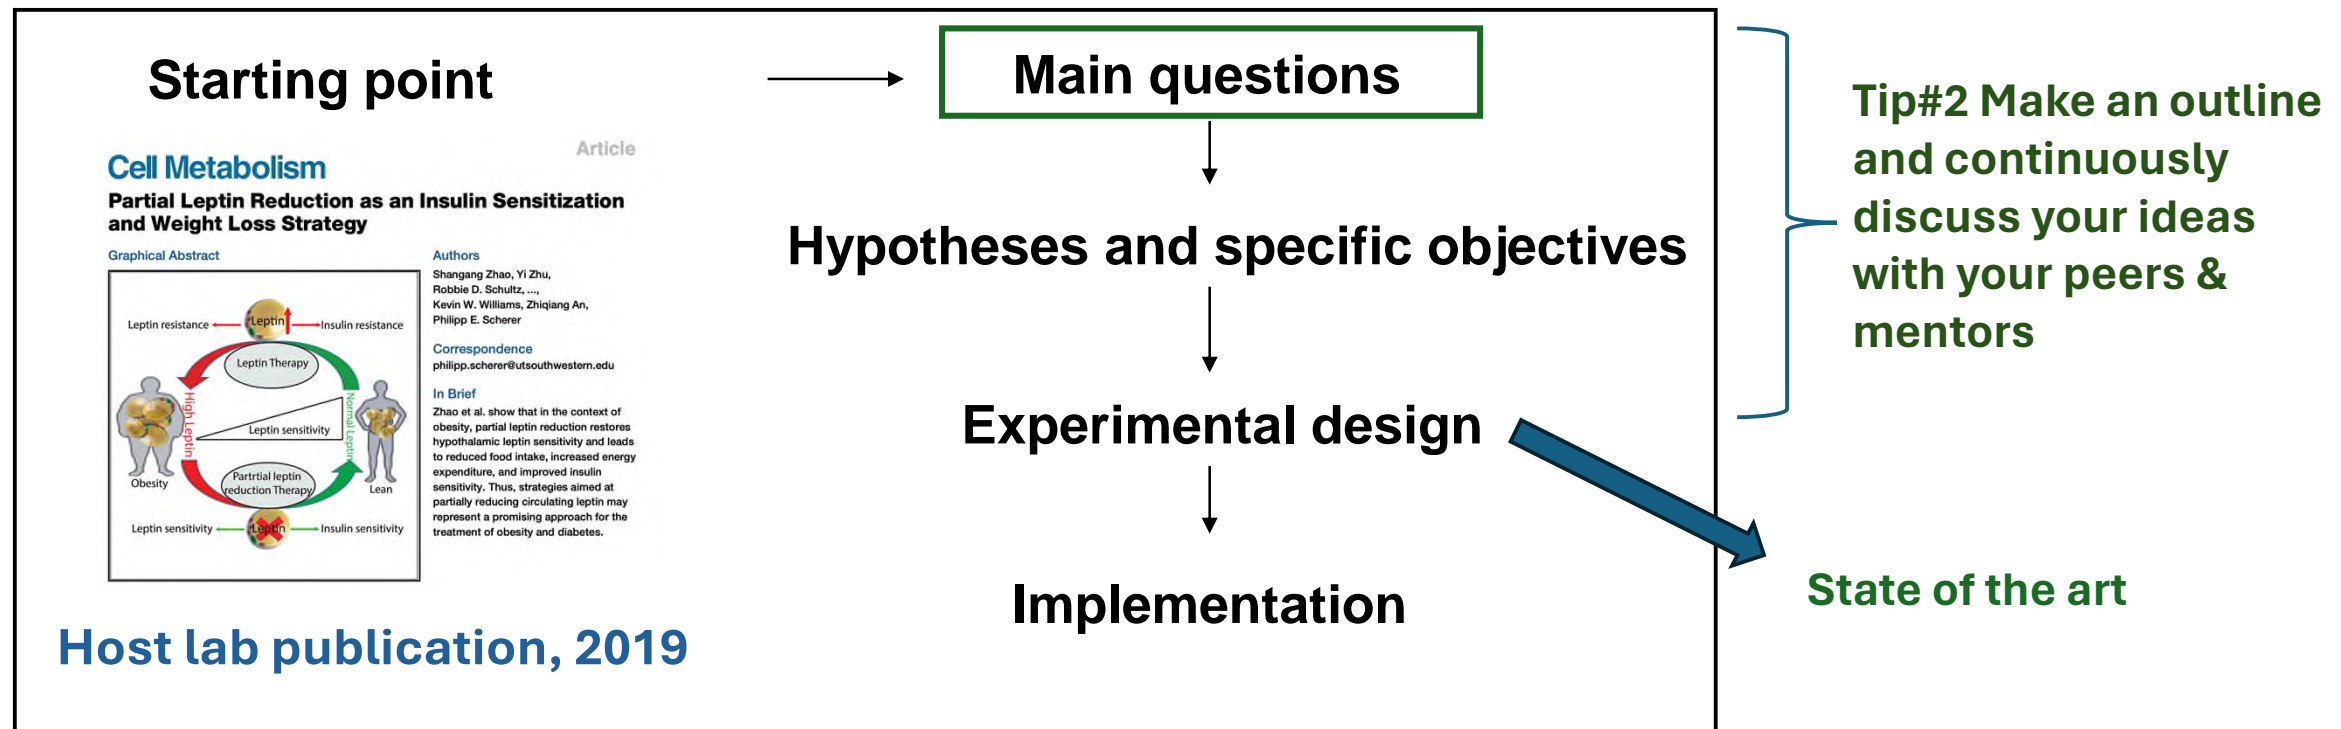 Starting point
Main questions
Hypotheses and specific objectives
Experimental design
Implementation
Article
Cell Metabolism
Partial Leptin Reduction as an Insulin Sensitization
and Weight Loss Strategy
Graphical Abstract
Leptin resistance
Leptin
Insulin resistance
Leptin Therapy
High Leptin
Normal Leptin
Leptin sensitivity
Obesity
Lean
Partrtial leptin
reduction Therapy
Leptin sensitivity
Leptin
Insulin sensitivity
Authors
Shangang Zhao, Yi Zhu,
Robbie D. Schultz, ...,
Kevin W. Williams, Zhiqiang An,
Philipp E. Scherer
Correspondence
philipp.scherer@utsouthwestern.edu
In Brief
Zhao et al. show that in the context of
obesity, partial leptin reduction restores
hypothalamic leptin sensitivity and leads
to reduced food intake, increased energy
expenditure, and improved insulin
sensitivity. Thus, strategies aimed at
partially reducing circulating leptin may
represent a promising approach for the
treatment of obesity and diabetes.
Host lab publication, 2019
Tip#2 Make an outline
and continuously
discuss your ideas
with your peers &
mentors
State of the art